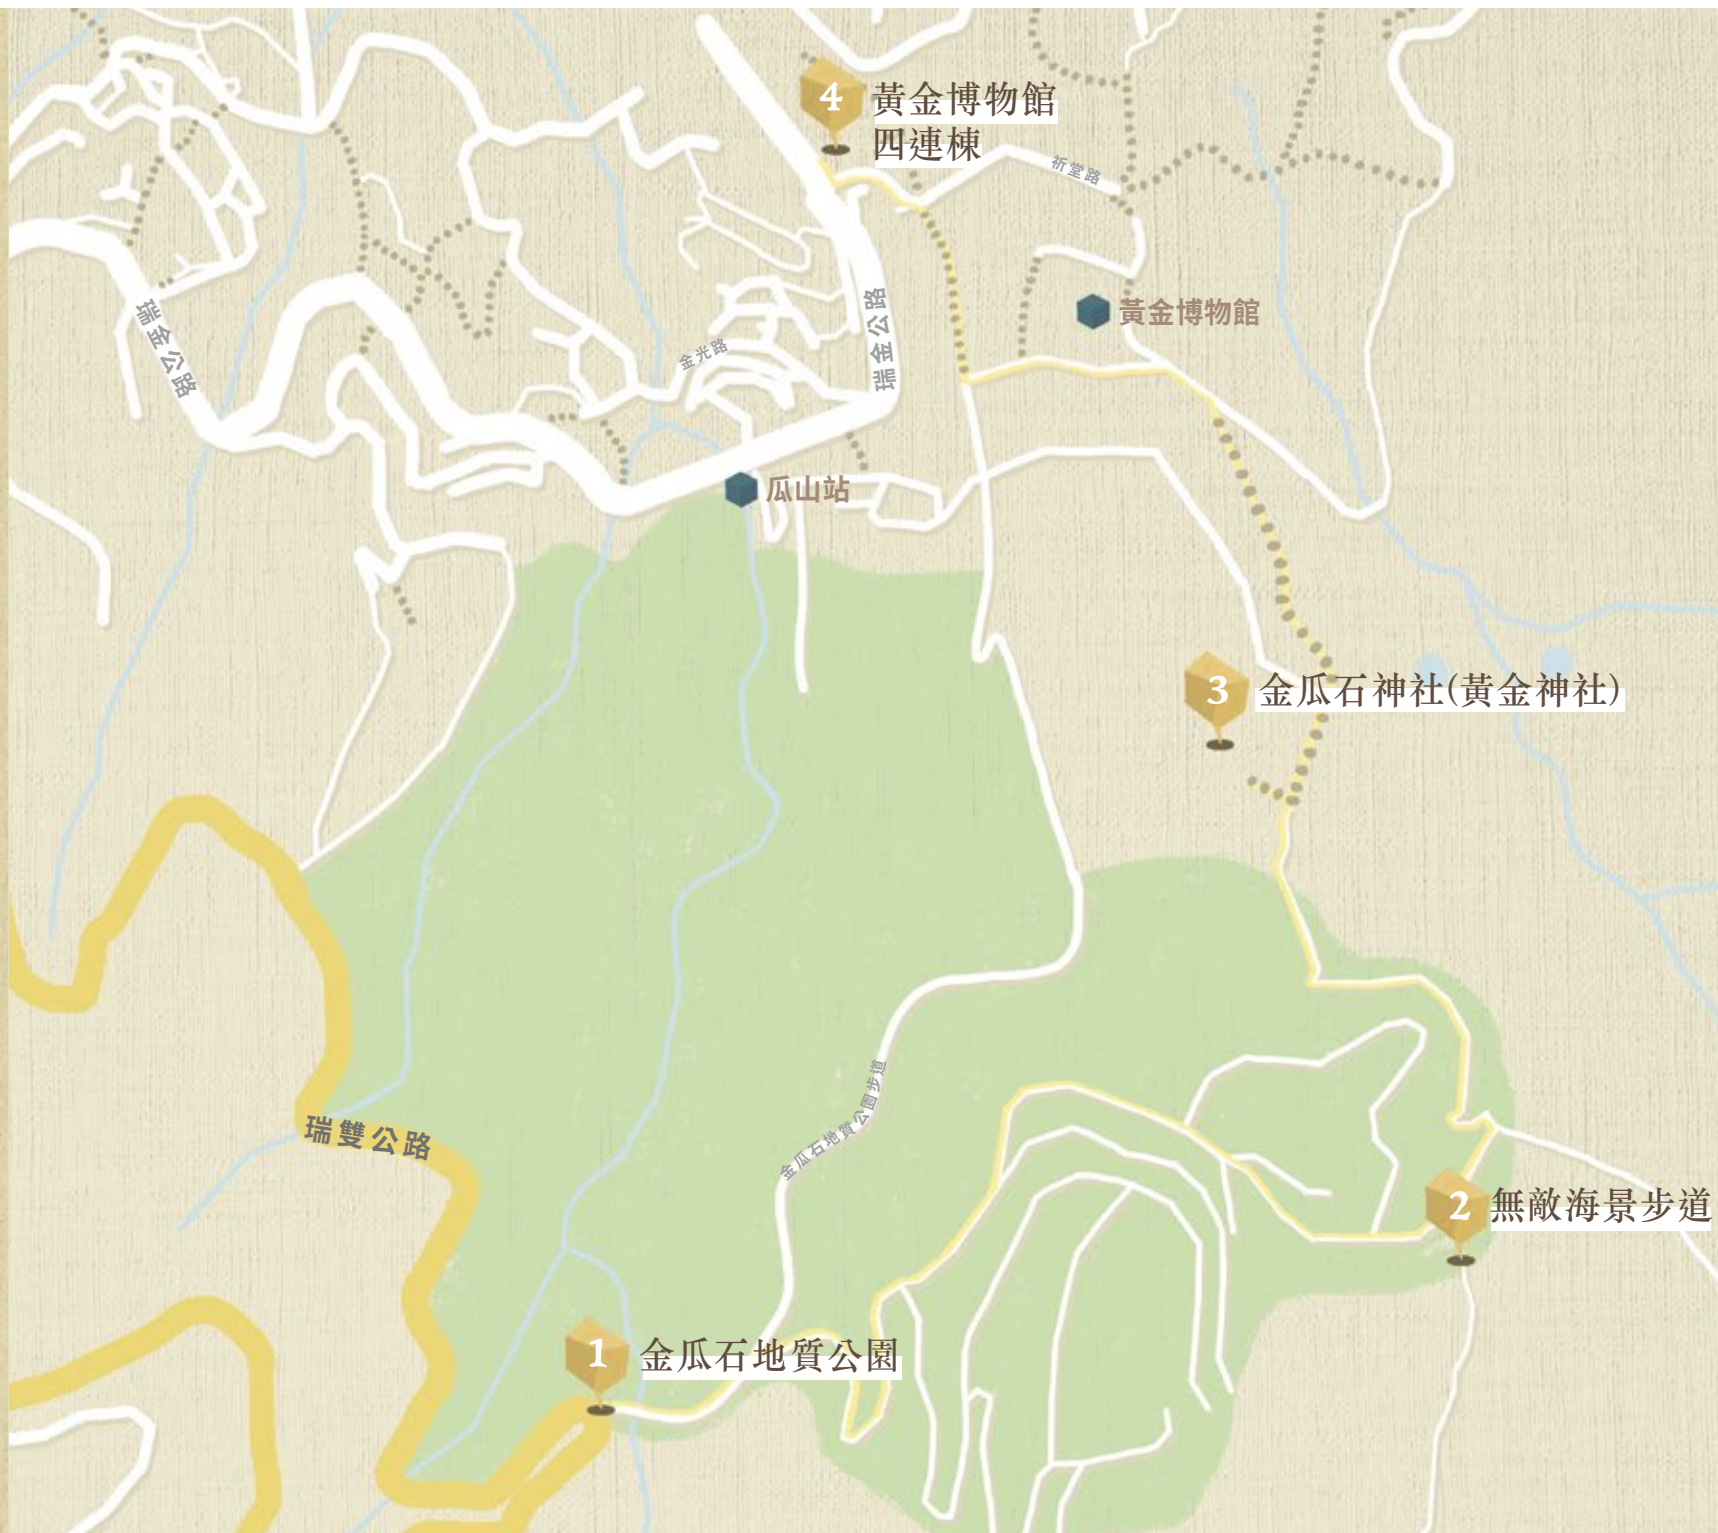 4
黃金博物館
四連棟
祈堂路
瑞金公路
瑞金公路
黃金博物館
金光路
瓜山站
3
金瓜石神社(黃金神社)
金瓜石地質公園步道
瑞雙公路
2
無敵海景步道
1
金瓜石地質公園